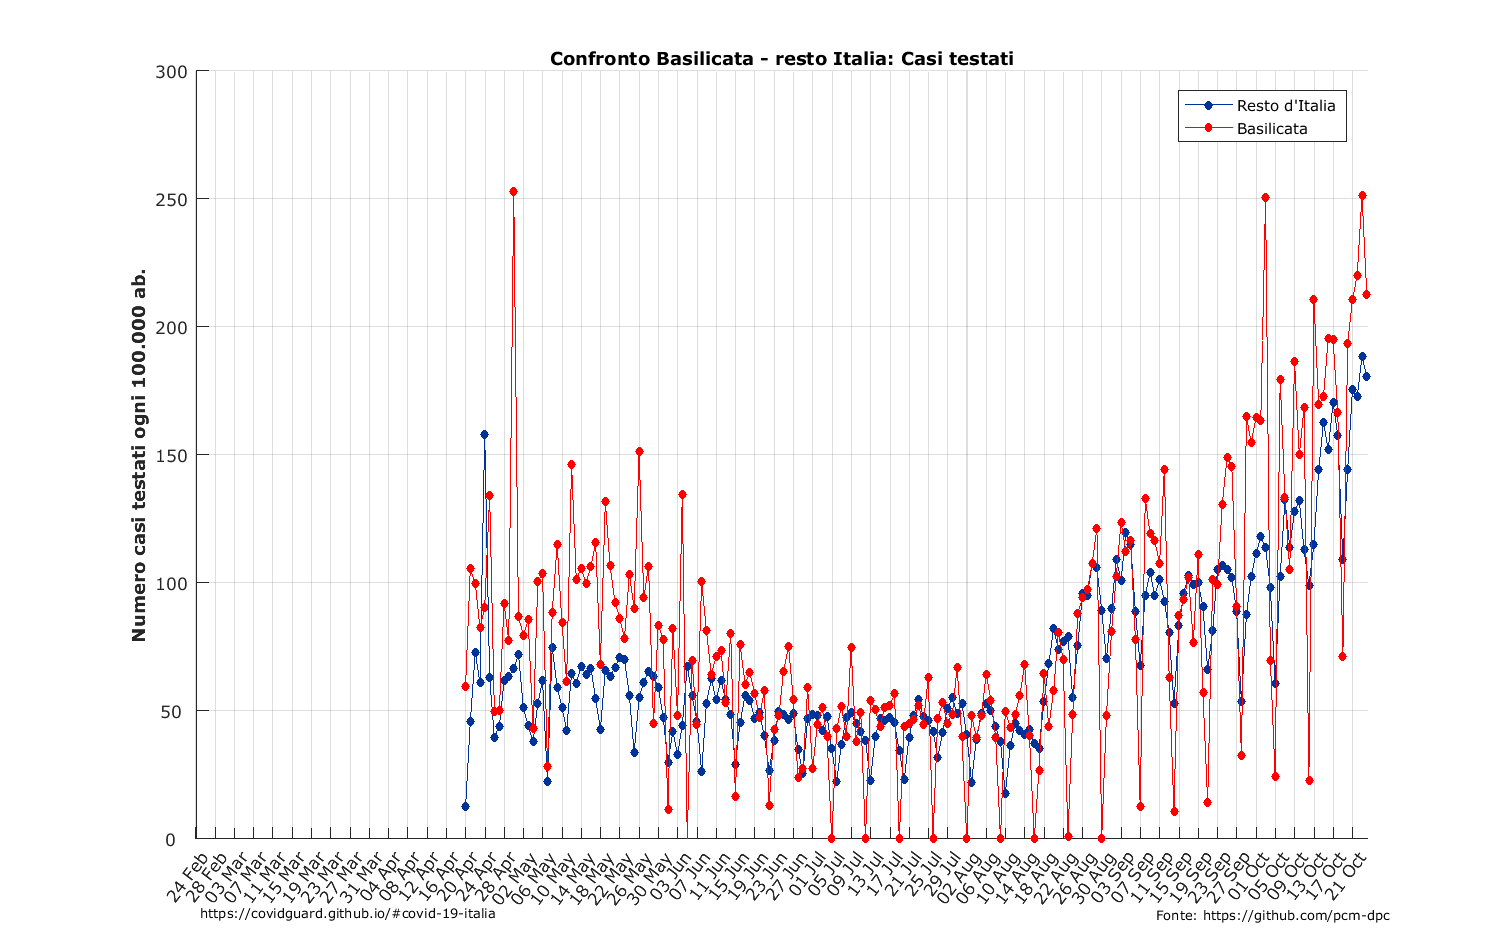 Confronto Basilicata - resto Italia: Casi testati
Resto d'Italia
Basilicata
Numero casi testati ogni 100.000 ab.
300
250
200
150
100
50
0
24 Feb
28 Feb
03 Mar
07 Mar
11 Mar
15 Mar
19 Mar
23 Mar
27 Mar
31 Mar
04 Apr
08 Apr
12 Apr
16 Apr
20 Apr
24 Apr
28 Apr
02 May
06 May
10 May
14 May
18 May
22 May
26 May
30 May
03 Jun
07 Jun
11 Jun
15 Jun
19 Jun
23 Jun
27 Jun
01 Jul
05 Jul
09 Jul
13 Jul
17 Jul
21 Jul
25 Jul
29 Jul
02 Aug
06 Aug
10 Aug
14 Aug
18 Aug
22 Aug
26 Aug
30 Aug
03 Sep
07 Sep
11 Sep
15 Sep
19 Sep
23 Sep
27 Sep
01 Oct
05 Oct
09 Oct
13 Oct
17 Oct
21 Oct
https://covidguard.github.io/#covid-19-italia
Fonte: https://github.com/pcm-dpc